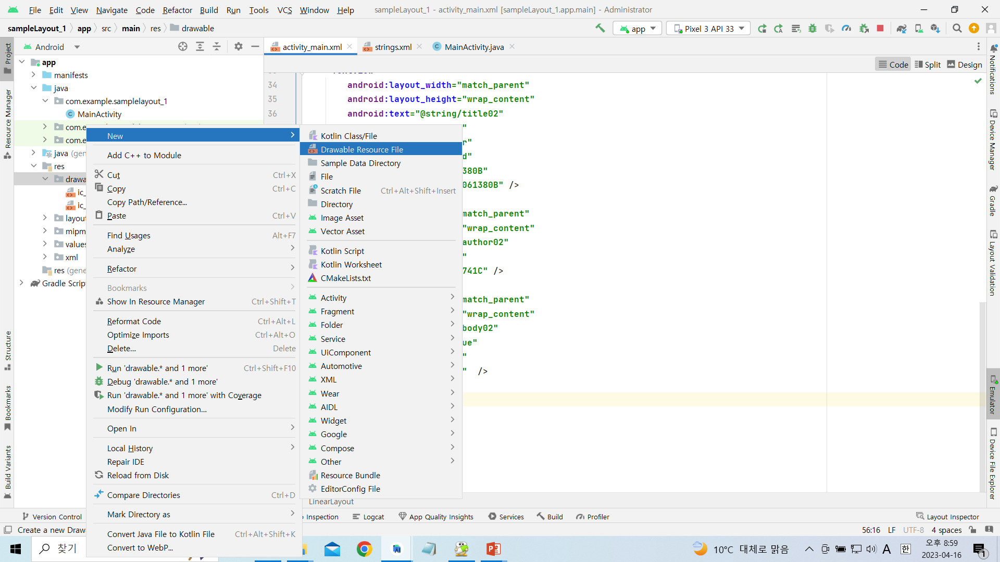 File Edit View Navigate Code Refactor Build Run Tools VCS Window Help sampleLayout_1 - activity_main.xml [sampleLayout_1.app.main] - Administrator
sampleLayout_1 app src main res drawable app Pixel 3 API 33
Android activity_main.xml strings.xml MainActivity.java
Code Split Design
Project
Resource Manager
Structure
Bookmarks
Build Variants
app
manifests
java
com.example.samplelayout_1
MainActivity
com.e
com.e
java (gen
res
drawa
ic_
ic_
layout
mipm
values
xml
res (gene
Gradle Scrip
34 android:layout_width="match_parent"
35 android:layout_height="wrap_content"
36 android:text="@string/title02"
"
r"
d"
380B"
061380B" />
match_parent"
"wrap_content"
author02"
"
741C" />
match_parent"
"wrap_content"
body02"
ue"
"
" />
New
Add C++ to Module
Cut Ctrl+X
Copy Ctrl+C
Copy Path/Reference...
Paste Ctrl+V
Find Usages Alt+F7
Analyze
Refactor
Bookmarks
Show In Resource Manager Ctrl+Shift+T
Reformat Code Ctrl+Alt+L
Optimize Imports Ctrl+Alt+O
Delete... Delete
Run 'drawable.* and 1 more' Ctrl+Shift+F10
Debug 'drawable.* and 1 more'
Run 'drawable.* and 1 more' with Coverage
Modify Run Configuration...
Open In
Local History
Repair IDE
Reload from Disk
Compare Directories Ctrl+D
Mark Directory as
Convert Java File to Kotlin File Ctrl+Alt+Shift+K
Convert to WebP...
Kotlin Class/File
Drawable Resource File
Sample Data Directory
File
Scratch File Ctrl+Alt+Shift+Insert
Directory
Image Asset
Vector Asset
Kotlin Script
Kotlin Worksheet
CMakeLists.txt
Activity
Fragment
Folder
Service
UiComponent
Automotive
XML
Wear
AIDL
Widget
Google
Compose
Other
Resource Bundle
EditorConfig File
LinearLayout
Notifications
Device Manager
Gradle
Layout Validation
Emulator
Device File Explorer
Version Control Inspection Logcat App Quality Insights Services Build Profiler Layout Inspector
Create a new Draw 56:16 LF UTF-8 4 spaces
찾기 10°C 대체로 맑음 A 한 오후 8:59
2023-04-16 1